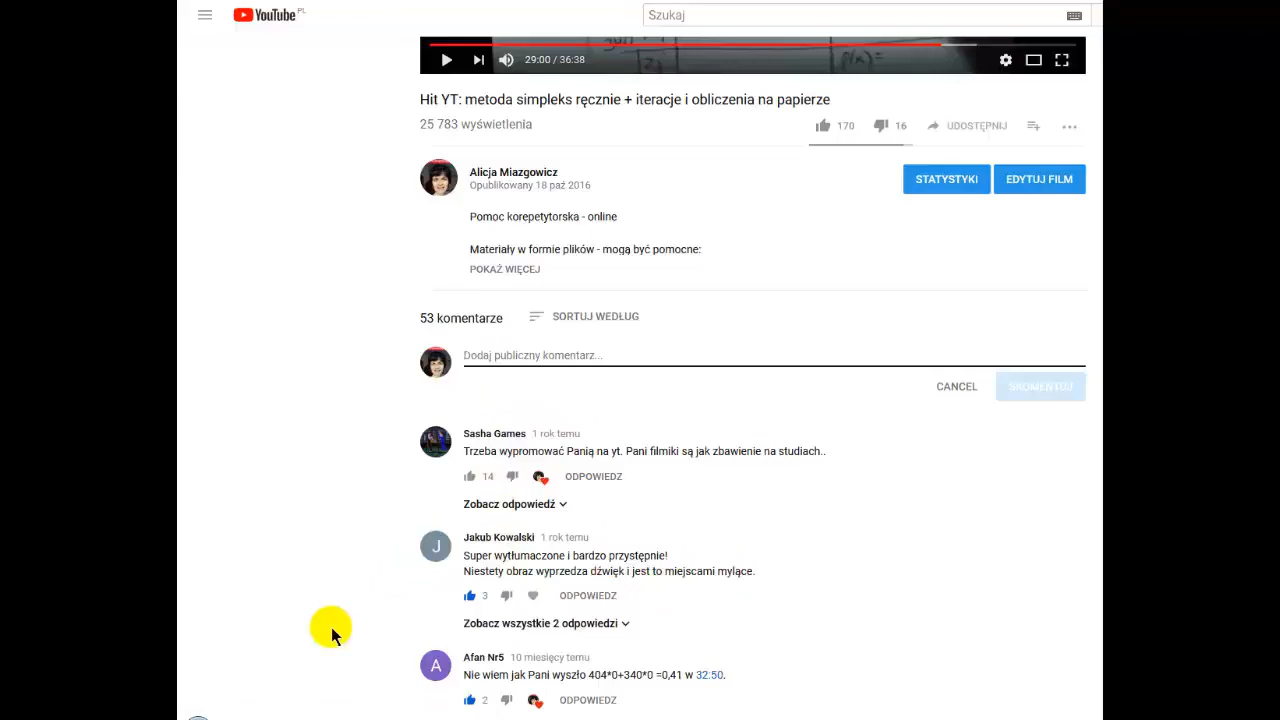 YouTube PL
Szukaj
f(x)=
29:00 / 36:38
Hit YT: metoda simpleks ręcznie + iteracje i obliczenia na papierze
25 783 wyświetlenia
170
16
UDOSTĘPNIJ
Alicja Miazgowicz
Opublikowany 18 paź 2016
STATYSTYKI
EDYTUJ FILM
Pomoc korepetytorska - online
Materiały w formie plików - mogą być pomocne:
POKAŻ WIĘCEJ
53 komentarze
SORTUJ WEDŁUG
Dodaj publiczny komentarz...
CANCEL
SKOMENTUJ
Sasha Games 1 rok temu
Trzeba wypromować Panią na yt. Pani filmiki są jak zbawienie na studiach..
14
ODPOWIEDZ
Zobacz odpowiedź
J
Jakub Kowalski 1 rok temu
Super wytłumaczone i bardzo przystępnie!
Niestety obraz wyprzedza dźwięk i jest to miejscami mylące.
3
ODPOWIEDZ
Zobacz wszystkie 2 odpowiedzi
A
Afan Nr5 10 miesięcy temu
Nie wiem jak Pani wyszło 404*0+340*0 =0,41 w 32:50.
2
ODPOWIEDZ